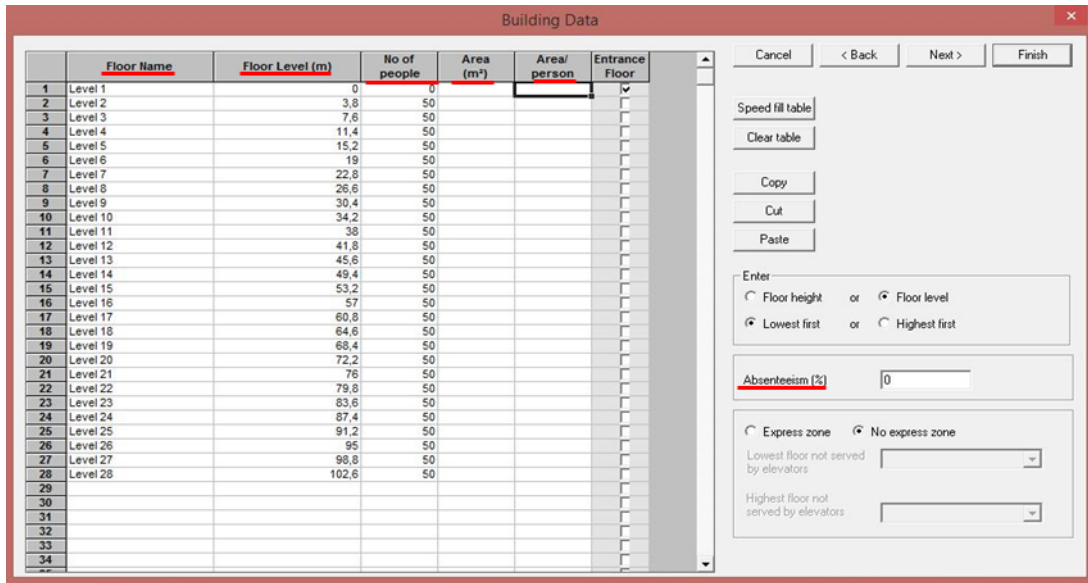 Building Data
Floor Name Floor Level (m) No of people Area (m²) Area/ person Entrance Floor
1 Level 1 0 0
2 Level 2 3,8 50
3 Level 3 7,6 50
4 Level 4 11,4 50
5 Level 5 15,2 50
6 Level 6 19 50
7 Level 7 22,8 50
8 Level 8 26,6 50
9 Level 9 30,4 50
10 Level 10 34,2 50
11 Level 11 38 50
12 Level 12 41,8 50
13 Level 13 45,6 50
14 Level 14 49,4 50
15 Level 15 53,2 50
16 Level 16 57 50
17 Level 17 60,8 50
18 Level 18 64,6 50
19 Level 19 68,4 50
20 Level 20 72,2 50
21 Level 21 76 50
22 Level 22 79,8 50
23 Level 23 83,6 50
24 Level 24 87,4 50
25 Level 25 91,2 50
26 Level 26 95 50
27 Level 27 98,8 50
28 Level 28 102,6 50
29
30
31
32
33
34
Cancel < Back Next > Finish
Speed fill table
Clear table
Copy
Cut
Paste
Enter
Floor height or Floor level
Lowest first or Highest first
Absenteeism (%) 0
Express zone No express zone
Lowest floor not served
by elevators
Highest floor not
served by elevators